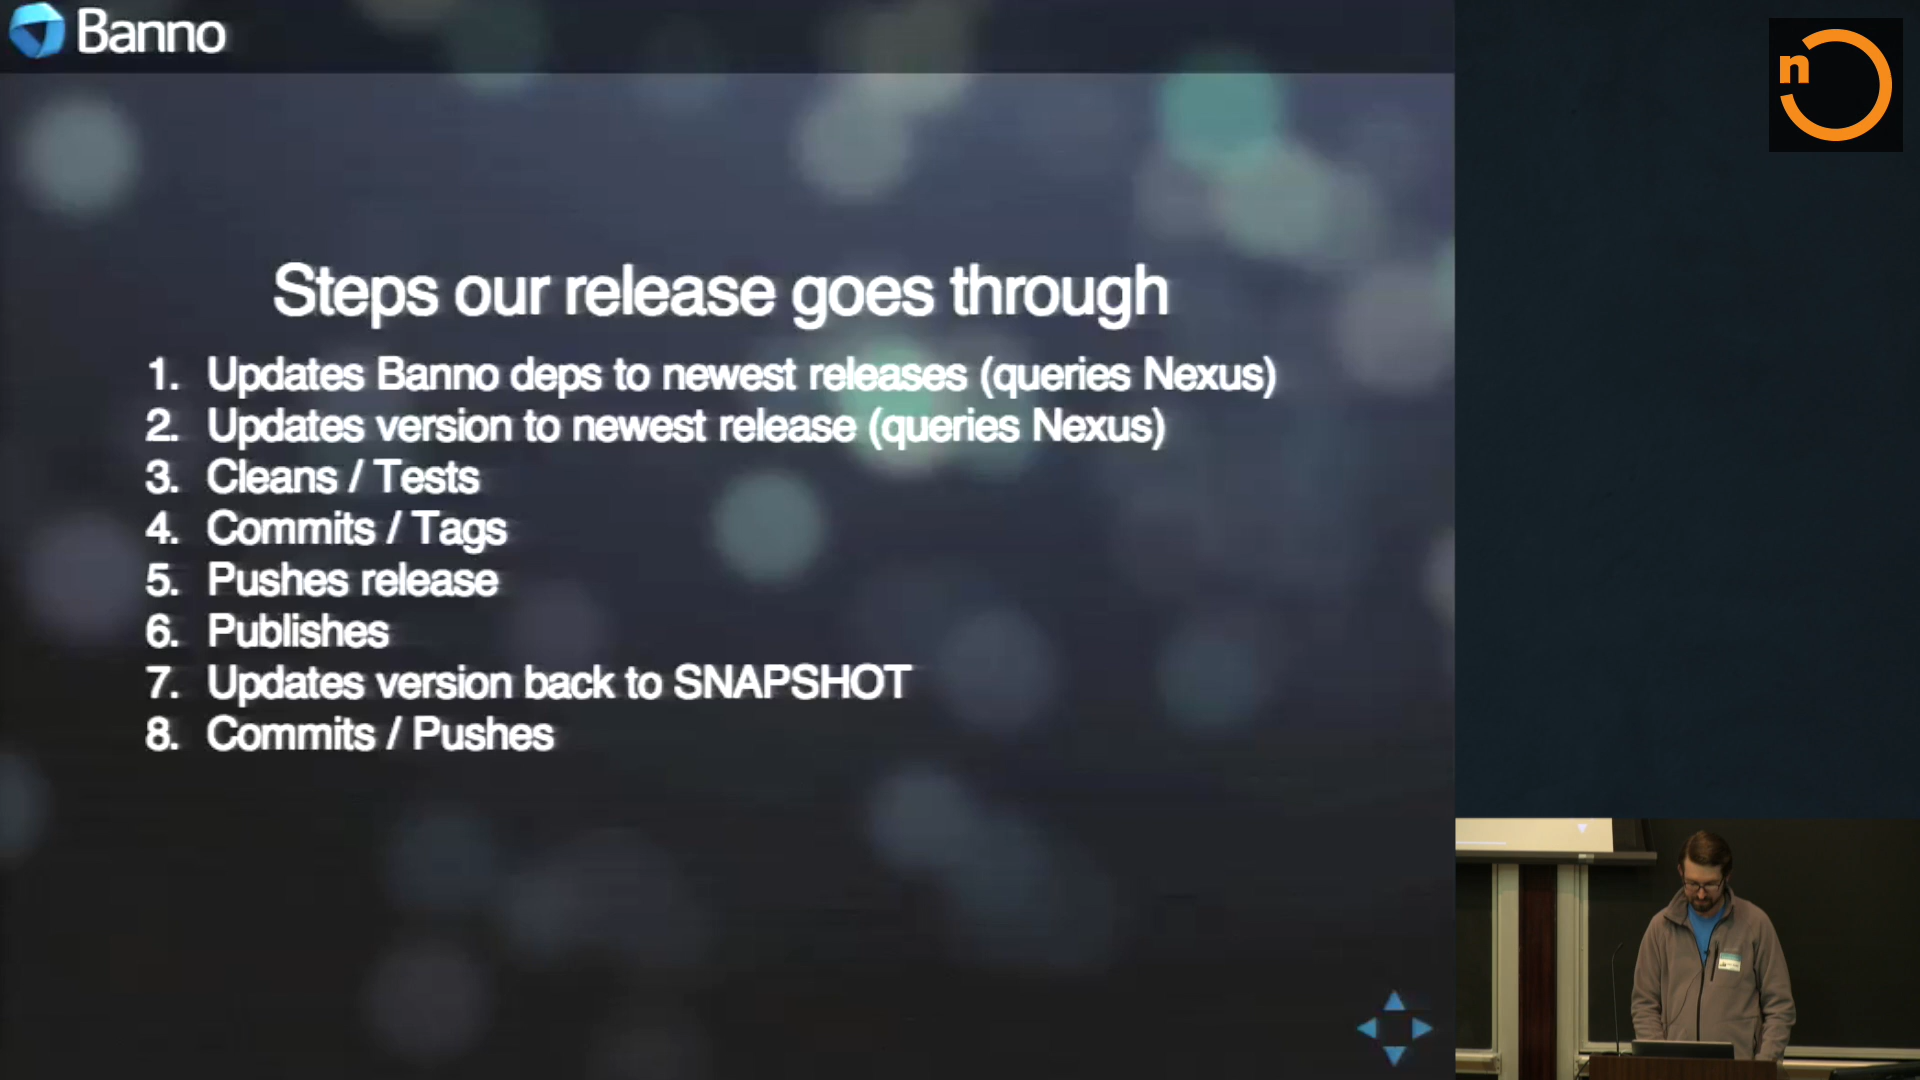 Banno
n
Steps our release goes through
1. Updates Banno deps to newest releases (queries Nexus)
2. Updates version to newest release (queries Nexus)
3. Cleans / Tests
4. Commits / Tags
5. Pushes release
6. Publishes
7. Updates version back to SNAPSHOT
8. Commits / Pushes